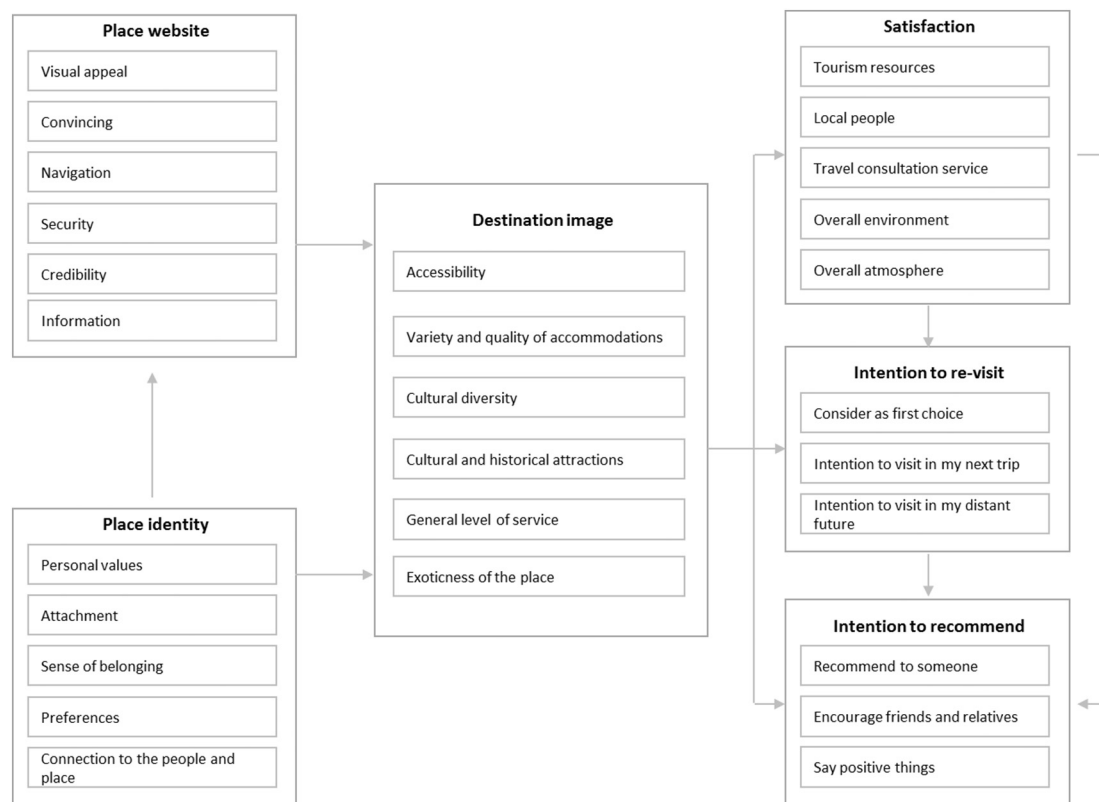 Place website
Visual appeal
Convincing
Navigation
Security
Credibility
Information
Place identity
Personal values
Attachment
Sense of belonging
Preferences
Connection to the people and
place
Destination image
Accessibility
Variety and quality of accommodations
Cultural diversity
Cultural and historical attractions
General level of service
Exoticness of the place
Satisfaction
Tourism resources
Local people
Travel consultation service
Overall environment
Overall atmosphere
Intention to re-visit
Consider as first choice
Intention to visit in my next trip
Intention to visit in my distant
future
Intention to recommend
Recommend to someone
Encourage friends and relatives
Say positive things